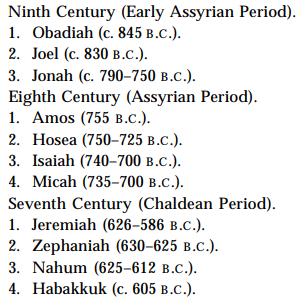 Ninth Century (Early Assyrian Period).
1. Obadiah (c. 845 B.C.).
2. Joel (c. 830 B.C.).
3. Jonah (c. 790–750 B.C.).
Eighth Century (Assyrian Period).
1. Amos (755 B.C.).
2. Hosea (750–725 B.C.).
3. Isaiah (740–700 B.C.).
4. Micah (735–700 B.C.).
Seventh Century (Chaldean Period).
1. Jeremiah (626–586 B.C.).
2. Zephaniah (630–625 B.C.).
3. Nahum (625–612 B.C.).
4. Habakkuk (c. 605 B.C.).